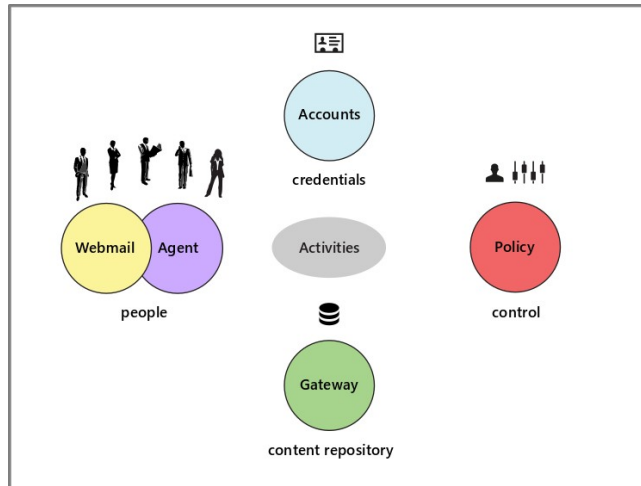 Accounts
credentials
Webmail
Agent
Activities
Policy
people
control
Gateway
content repository